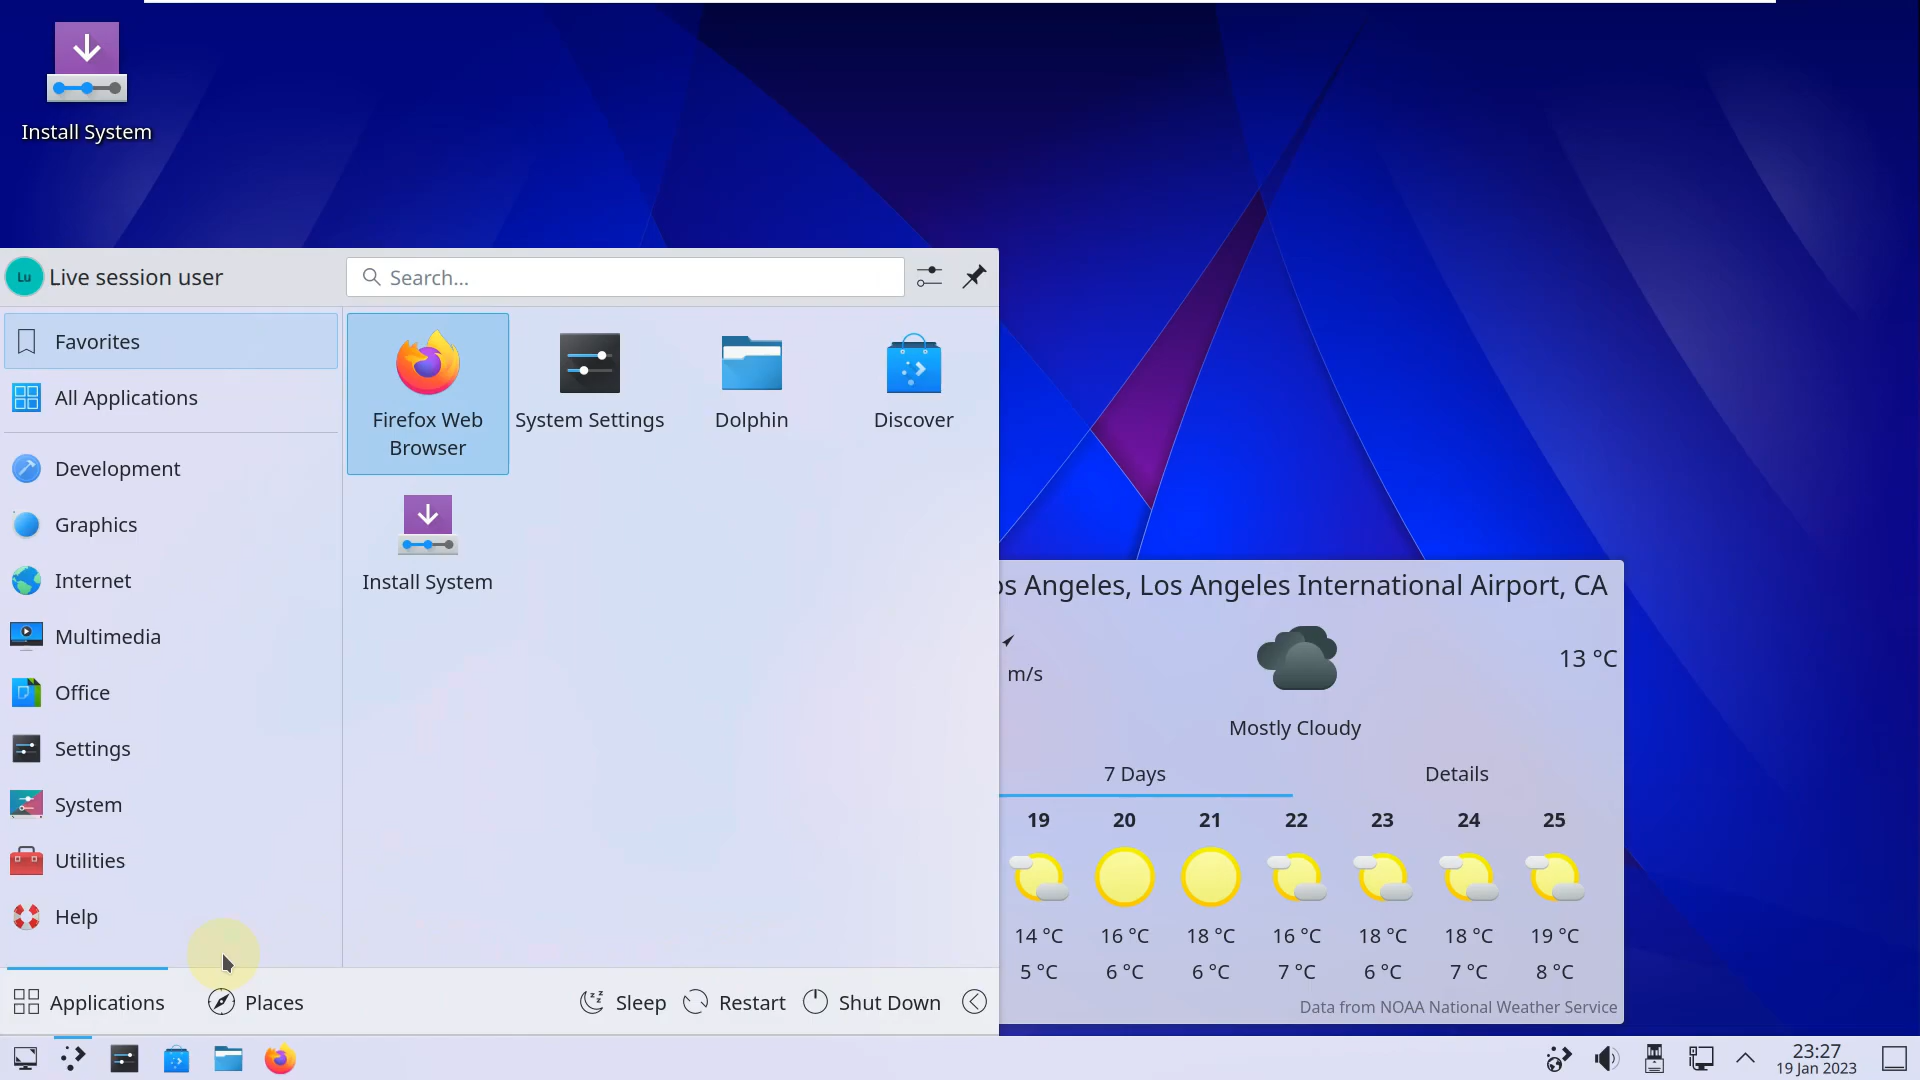 Install System
Live session user
Lu
Search...
Favorites
All Applications
Development
Graphics
Internet
Multimedia
Office
Settings
System
Utilities
Help
Firefox Web
Browser
System Settings
Dolphin
Discover
Install System
Applications
Places
Sleep
Restart
Shut Down
Angeles, Los Angeles International Airport, CA
m/s
13 °C
Mostly Cloudy
7 Days
Details
19 20 21 22 23 24 25
14 °C 16 °C 18 °C 16 °C 18 °C 18 °C 19 °C
5 °C 6 °C 6 °C 7 °C 6 °C 7 °C 8 °C
Data from NOAA National Weather Service
23:27
19 Jan 2023